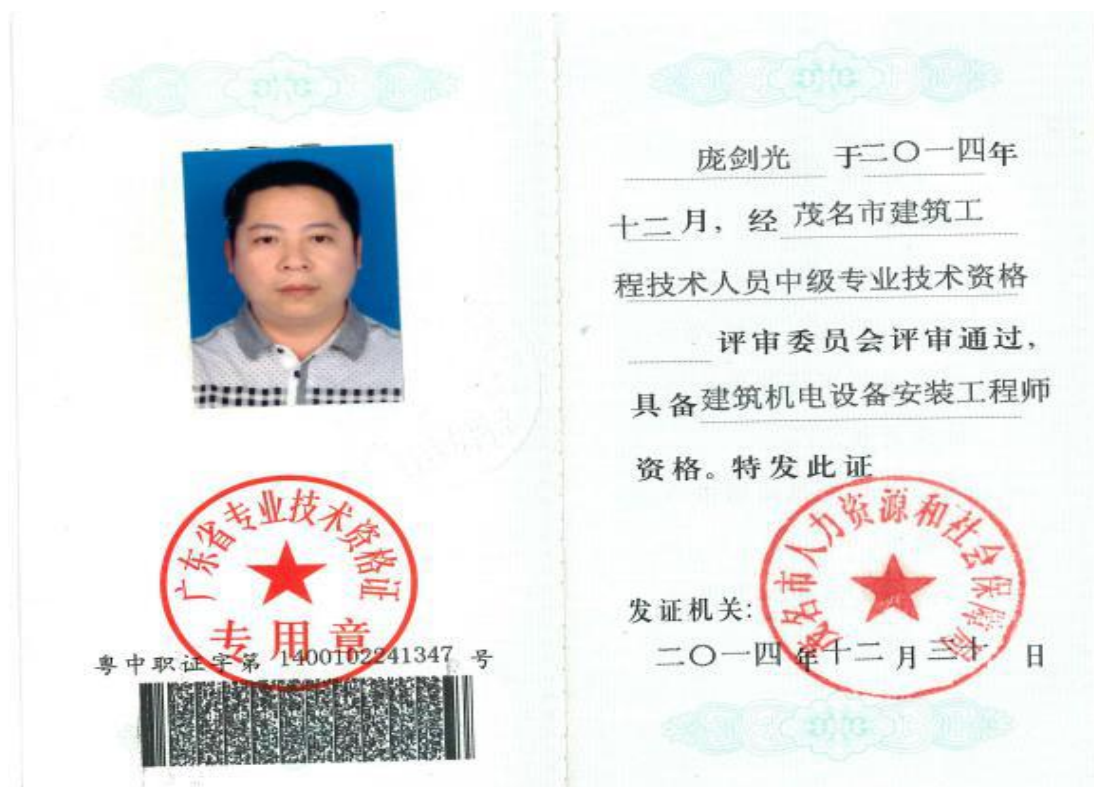 广东省专业技术资格证
专用章
粤中职证字第 1400102241347 号
庞剑光 于二〇一四年
十二月，经 茂名市建筑工
程技术人员中级专业技术资格
评审委员会评审通过，
具备建筑机电设备安装工程师
资格。特发此证
茂名市人力资源和社会保障局
发证机关：
二〇一四年十二月三十 日